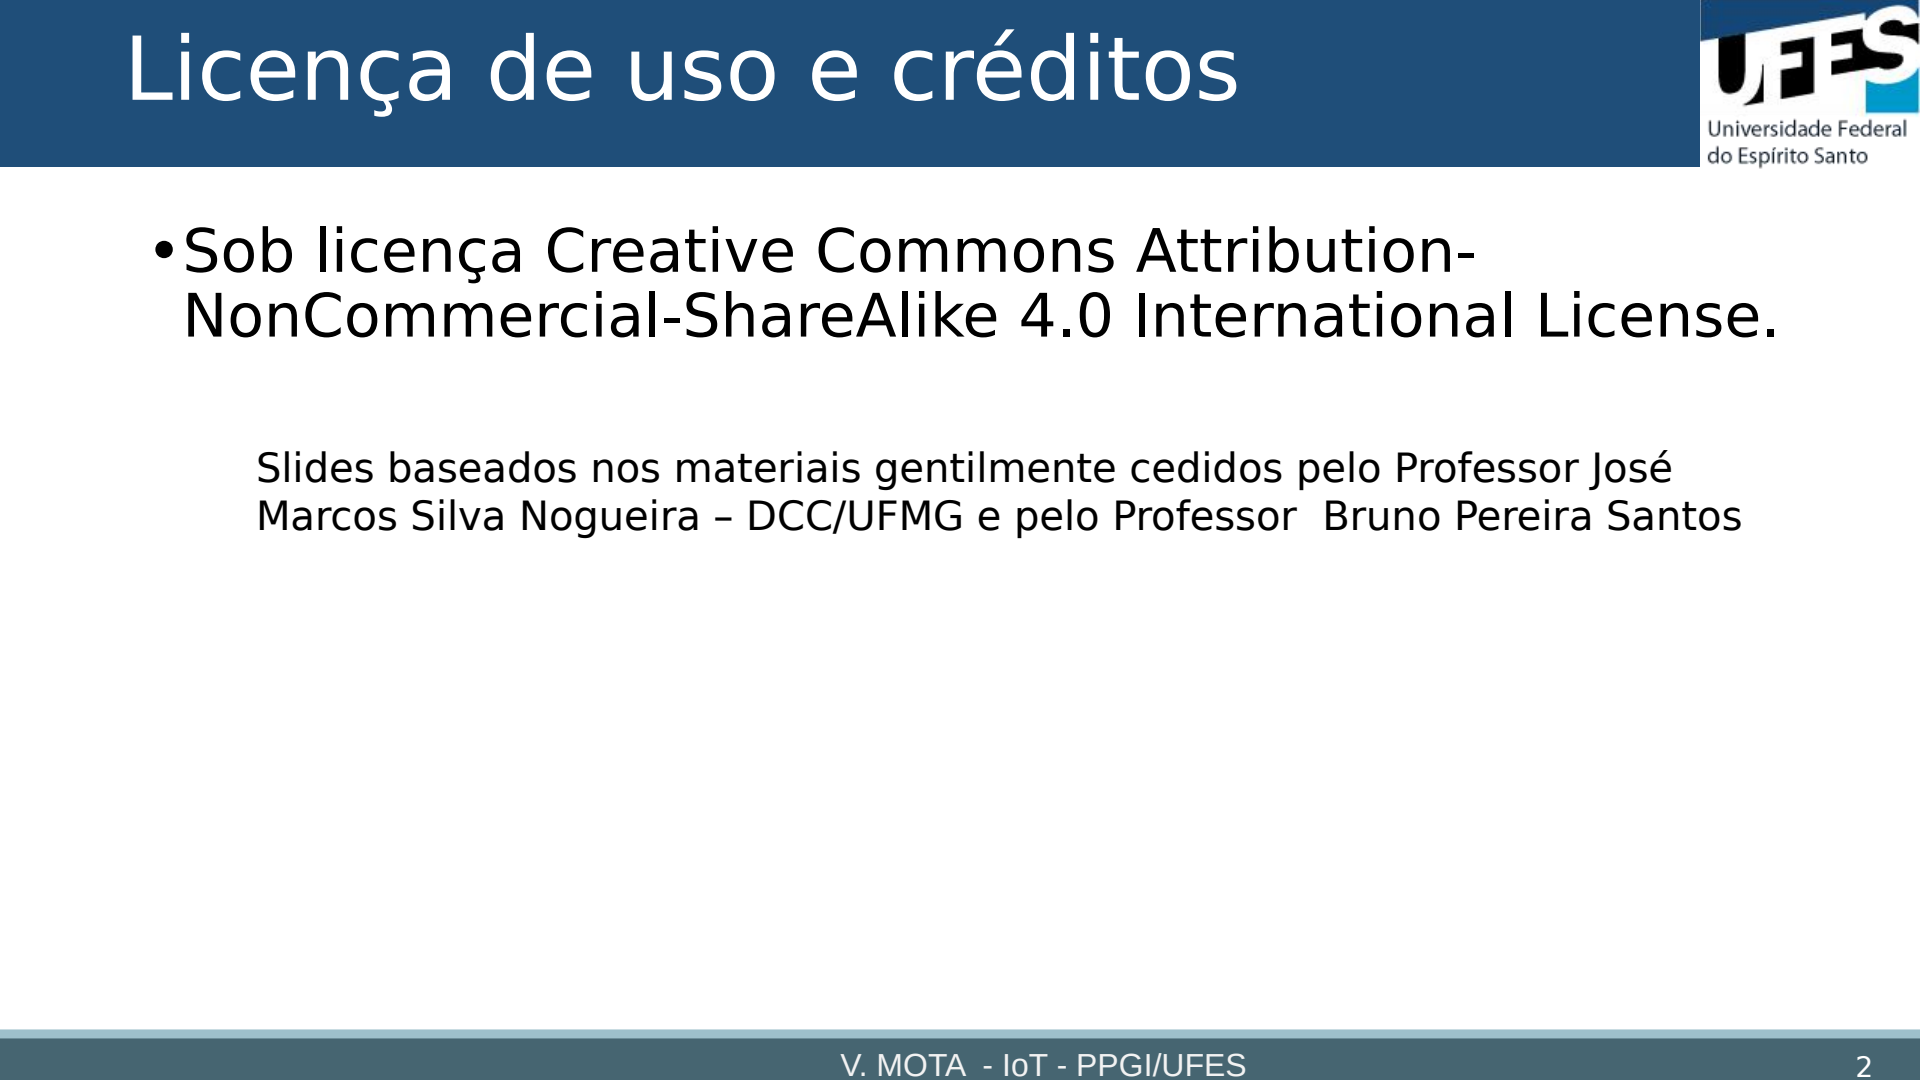 Licença de uso e créditos
UFES
Universidade Federal
do Espírito Santo
•Sob licença Creative Commons Attribution-
NonCommercial-ShareAlike 4.0 International License.
Slides baseados nos materiais gentilmente cedidos pelo Professor José
Marcos Silva Nogueira – DCC/UFMG e pelo Professor  Bruno Pereira Santos
V. MOTA  - IoT - PPGI/UFES
2